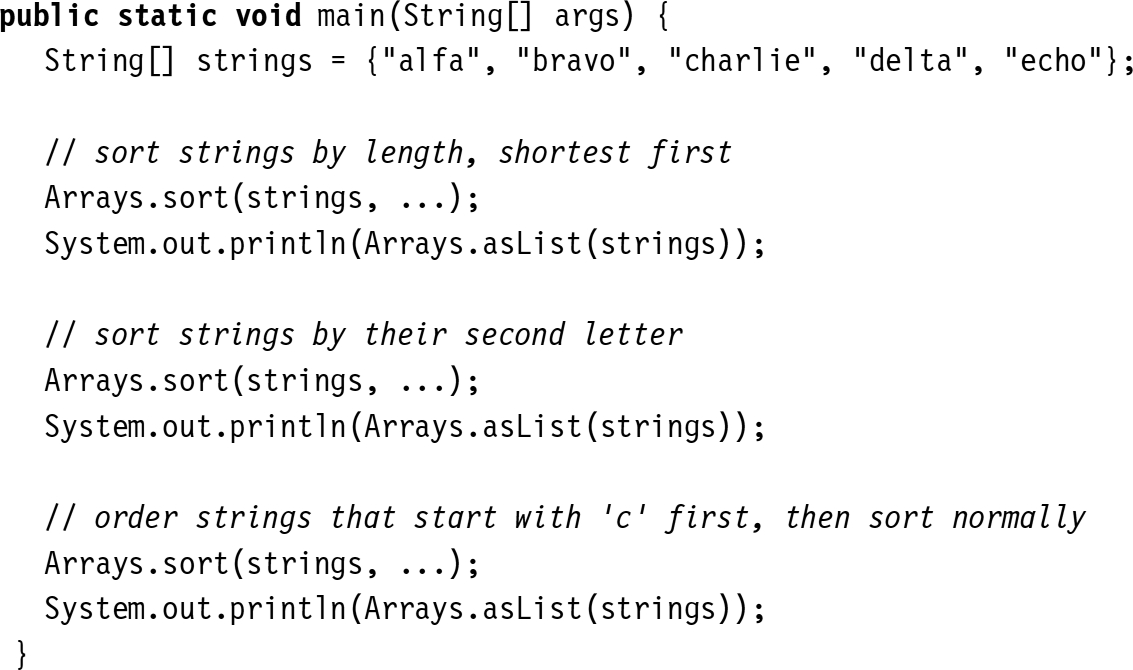 public static void main(String[] args) {
String[] strings = {"alfa", "bravo", "charlie", "delta", "echo"};
// sort strings by length, shortest first
Arrays.sort(strings, ...);
System.out.println(Arrays.asList(strings));
// sort strings by their second letter
Arrays.sort(strings, ...);
System.out.println(Arrays.asList(strings));
// order strings that start with 'c' first, then sort normally
Arrays.sort(strings, ...);
System.out.println(Arrays.asList(strings));
}